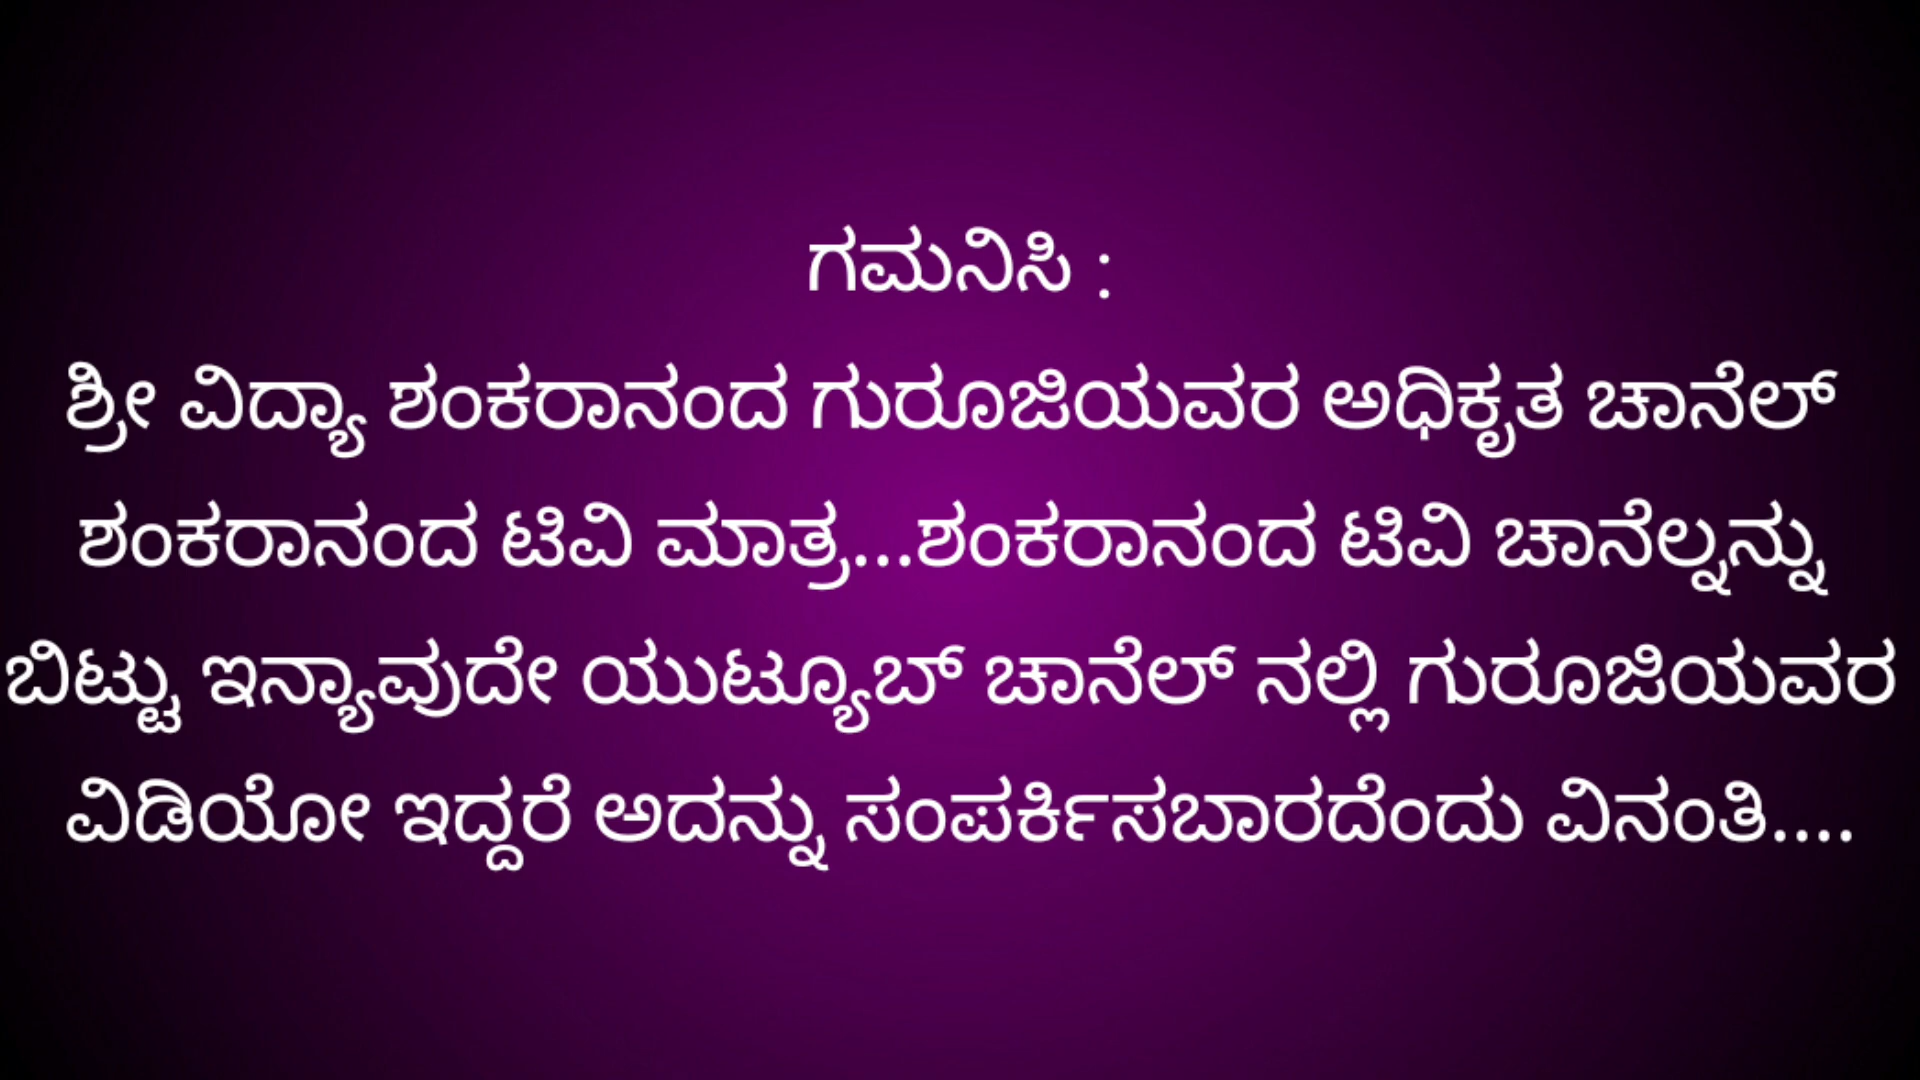 ಗಮನಿಸಿ :
ಶ್ರೀ ವಿದ್ಯಾ ಶಂಕರಾನಂದ ಗುರೂಜಿಯವರ ಅಧಿಕೃತ ಚಾನೆಲ್
ಶಂಕರಾನಂದ ಟಿವಿ ಮಾತ್ರ...ಶಂಕರಾನಂದ ಟಿವಿ ಚಾನೆಲ್ನನ್ನು
ಬಿಟ್ಟು ಇನ್ಯಾವುದೇ ಯುಟ್ಯೂಬ್ ಚಾನೆಲ್ ನಲ್ಲಿ ಗುರೂಜಿಯವರ
ವಿಡಿಯೋ ಇದ್ದರೆ ಅದನ್ನು ಸಂಪರ್ಕಿಸಬಾರದೆಂದು ವಿನಂತಿ....